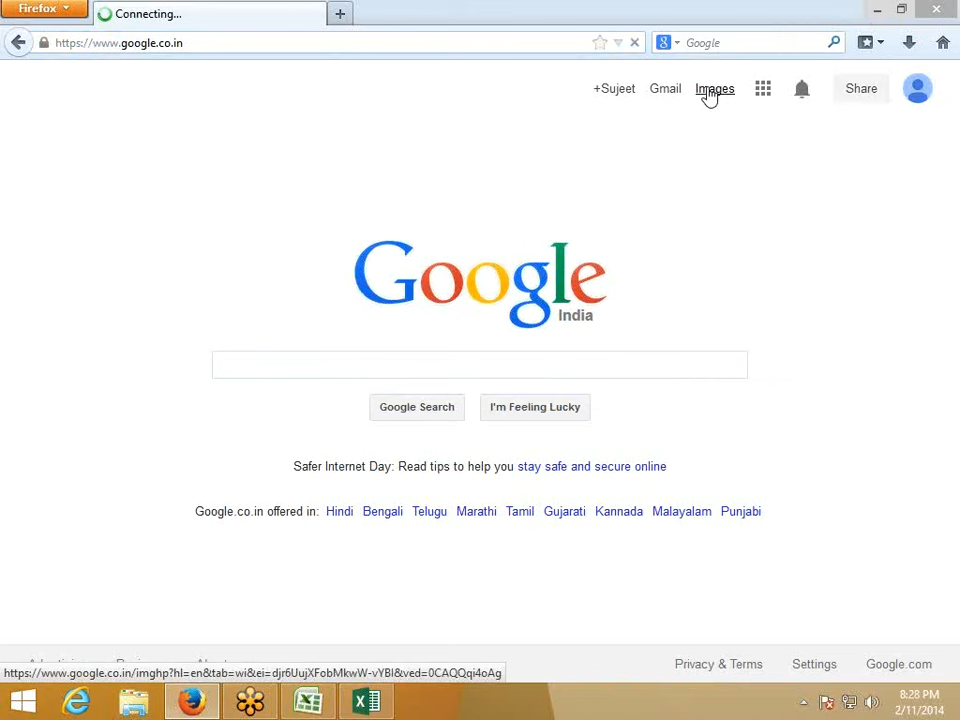 Firefox
Connecting...
https://www.google.co.in
Google
+Sujeet Gmail Images Share
Google
India
Google Search I'm Feeling Lucky
Safer Internet Day: Read tips to help you stay safe and secure online
Google.co.in offered in: Hindi Bengali Telugu Marathi Tamil Gujarati Kannada Malayalam Punjabi
Privacy & Terms Settings Google.com
https://www.google.co.in/imghp?hl=en&tab=wi&ei=djr6UujXFobMkwW-vYBI&ved=0CAQQqi4oAg
8:28 PM
2/11/2014